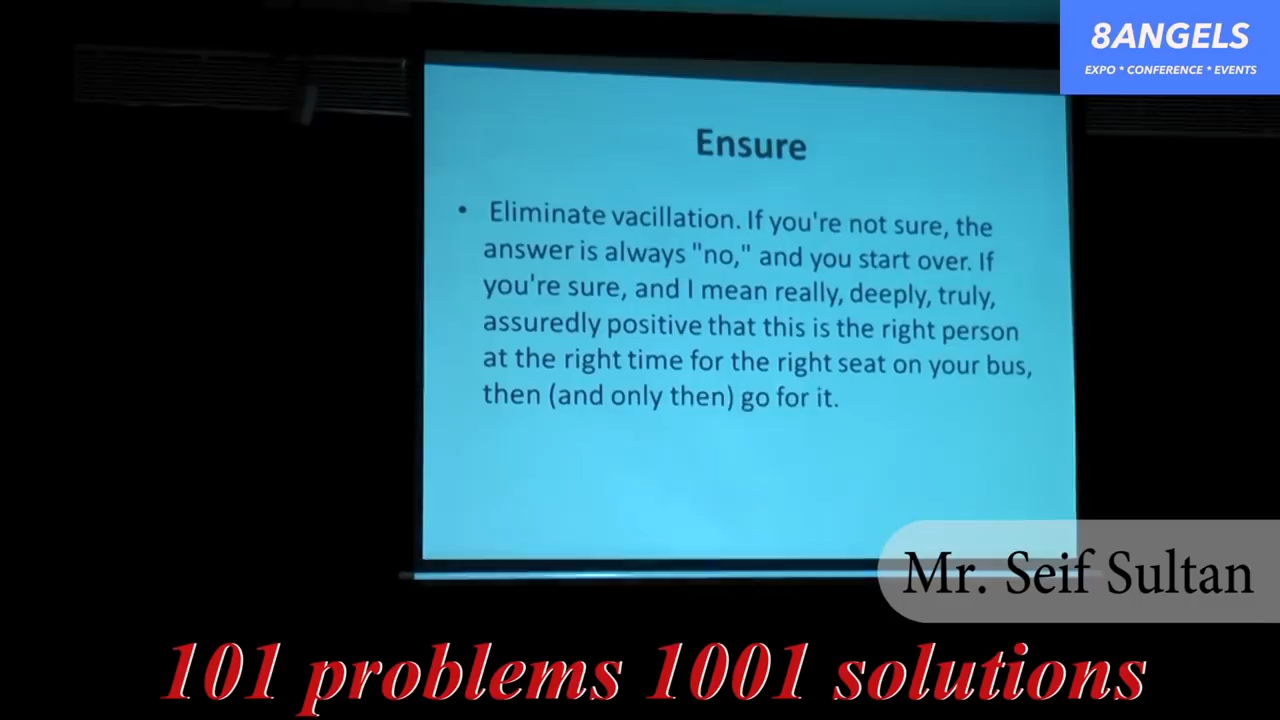 8ANGELS
EXPO * CONFERENCE * EVENTS
Ensure
• Eliminate vacillation. If you're not sure, the
answer is always "no," and you start over. If
you're sure, and I mean really, deeply, truly,
assuredly positive that this is the right person
at the right time for the right seat on your bus,
then (and only then) go for it.
Mr. Seif Sultan
101 problems 1001 solutions